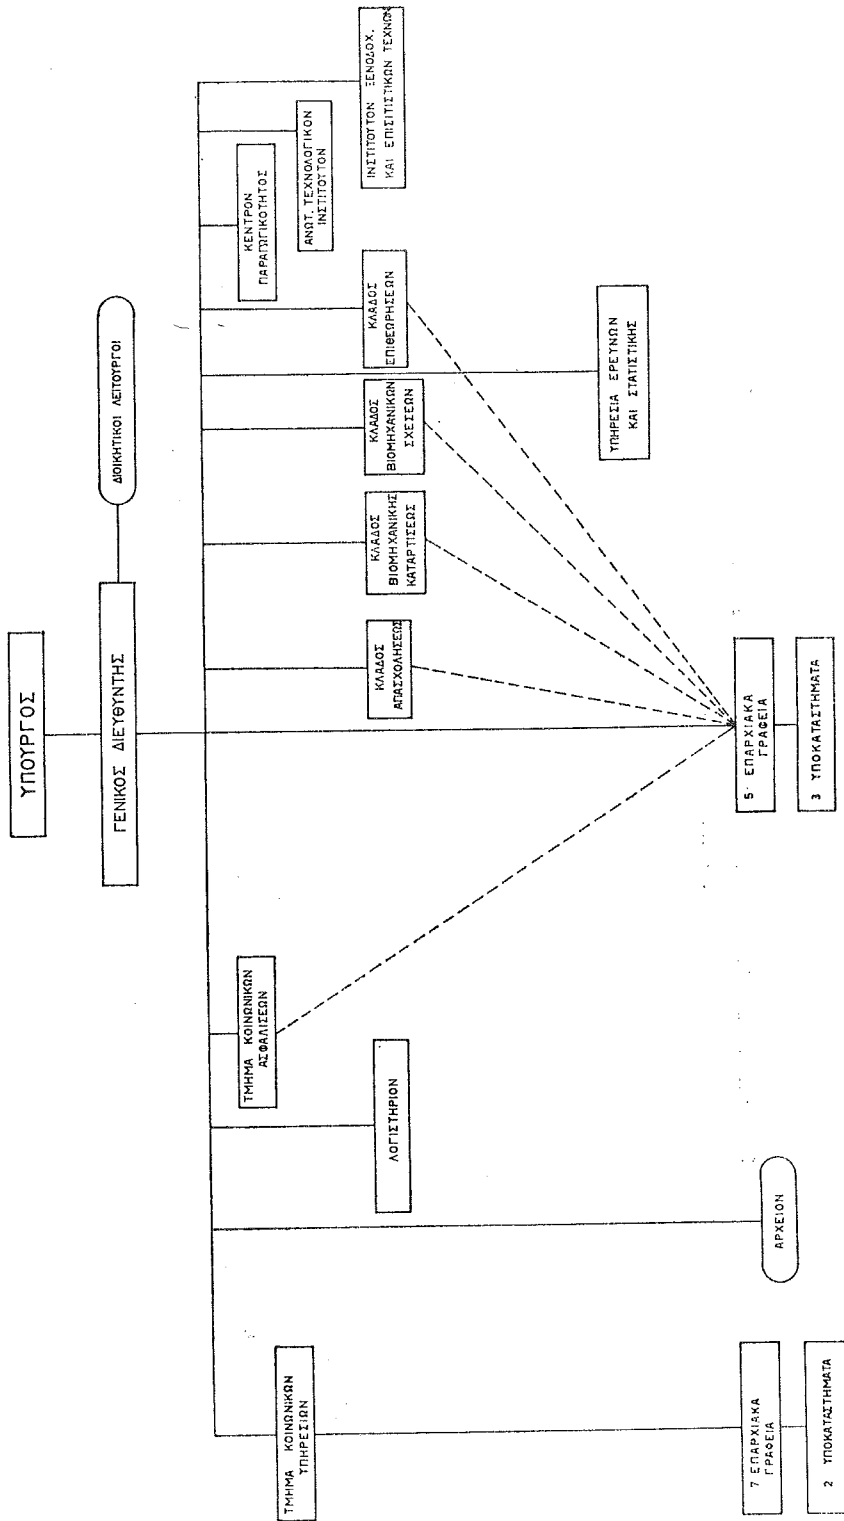 ΥΠΟΥΡΓΟΣ
ΓΕΝΙΚΟΣ ΔΙΕΥΘΥΝΤΗΣ
ΔΙΟΙΚΗΤΙΚΟΙ ΛΕΙΤΟΥΡΓΟΙ
ΤΜΗΜΑ ΚΟΙΝΩΝΙΚΩΝ
ΥΠΗΡΕΣΙΩΝ
ΛΟΓΙΣΤΗΡΙΟΝ
ΤΜΗΜΑ ΚΟΙΝΩΝΙΚΩΝ
ΑΣΦΑΛΙΣΕΩΝ
ΚΛΑΔΟΣ
ΑΠΑΣΧΟΛΗΣΕΩΣ
ΚΛΑΔΟΣ
ΒΙΟΜΗΧΑΝΙΚΗΣ
ΚΑΤΑΡΤΙΣΕΩΣ
ΚΛΑΔΟΣ
ΒΙΟΜΗΧΑΝΙΚΩΝ
ΣΧΕΣΕΩΝ
ΚΛΑΔΟΣ
ΕΠΙΘΕΩΡΗΣΕΩΝ
ΚΕΝΤΡΟΝ
ΠΑΡΑΓΩΓΙΚΟΤΗΤΟΣ
ΑΝΩΤ. ΤΕΧΝΟΛΟΓΙΚΟΝ
ΙΝΣΤΙΤΟΥΤΟΝ
ΙΝΣΤΙΤΟΥΤΟΝ ΞΕΝΟΔΟΧ.
ΚΑΙ ΕΠΙΣΙΤΙΣΤΙΚΩΝ ΤΕΧΝΩΝ
ΥΠΗΡΕΣΙΑ ΕΡΕΥΝΩΝ
ΚΑΙ ΣΤΑΤΙΣΤΙΚΗΣ
7 ΕΠΑΡΧΙΑΚΑ
ΓΡΑΦΕΙΑ
2 ΥΠΟΚΑΤΑΣΤΗΜΑΤΑ
ΑΡΧΕΙΟΝ
5 ΕΠΑΡΧΙΑΚΑ
ΓΡΑΦΕΙΑ
3 ΥΠΟΚΑΤΑΣΤΗΜΑΤΑ